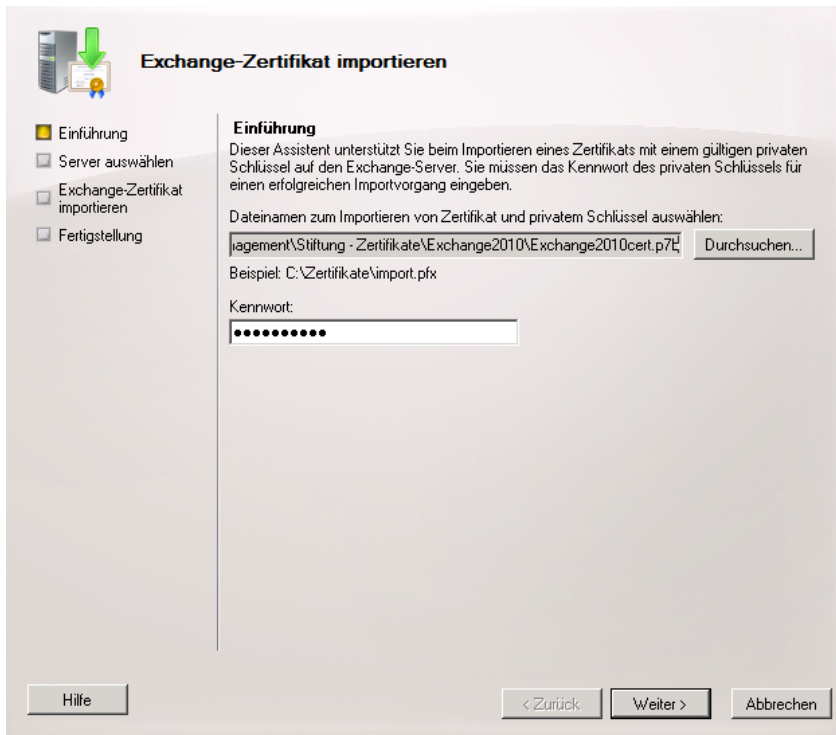 Exchange-Zertifikat importieren
Einführung
Server auswählen
Exchange-Zertifikat
importieren
Fertigstellung
Einführung
Dieser Assistent unterstützt Sie beim Importieren eines Zertifikats mit einem gültigen privaten
Schlüssel auf den Exchange-Server. Sie müssen das Kennwort des privaten Schlüssels für
einen erfolgreichen Importvorgang eingeben.
Dateinamen zum Importieren von Zertifikat und privatem Schlüssel auswählen:
agement\Stiftung - Zertifikate\Exchange2010\Exchange2010cert.p7b
Durchsuchen...
Beispiel: C:\Zertifikate\import.pfx
Kennwort:
●●●●●●●●●●
Hilfe
< Zurück
Weiter >
Abbrechen